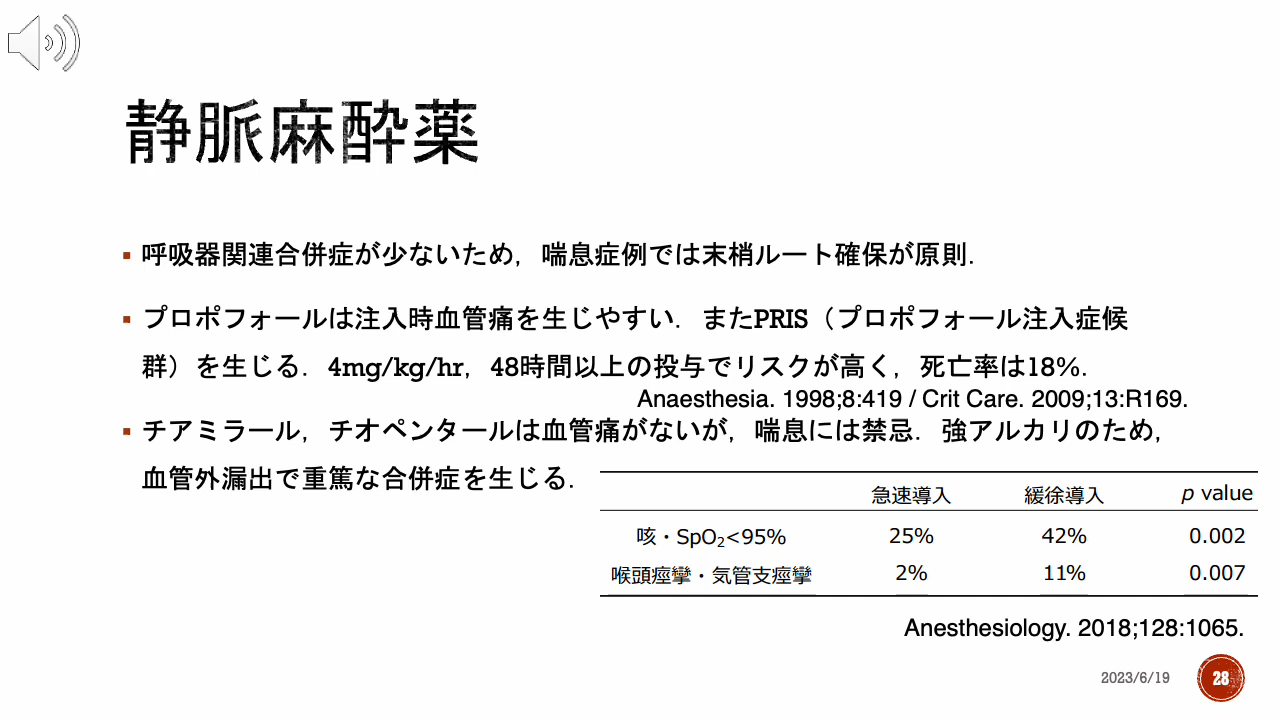 静脈麻酔薬
▪ 呼吸器関連合併症が少ないため，喘息症例では末梢ルート確保が原則．
▪ プロポフォールは注入時血管痛を生じやすい．またPRIS（プロポフォール注入症候
群）を生じる．4mg/kg/hr，48時間以上の投与でリスクが高く，死亡率は18%．
Anaesthesia. 1998;8:419 / Crit Care. 2009;13:R169.
▪ チアミラール，チオペンタールは血管痛がないが，喘息には禁忌．強アルカリのため，
血管外漏出で重篤な合併症を生じる．
急速導入 緩徐導入 p value
咳・SpO₂<95% 25% 42% 0.002
喉頭痙攣・気管支痙攣 2% 11% 0.007
Anesthesiology. 2018;128:1065.
2023/6/19 28